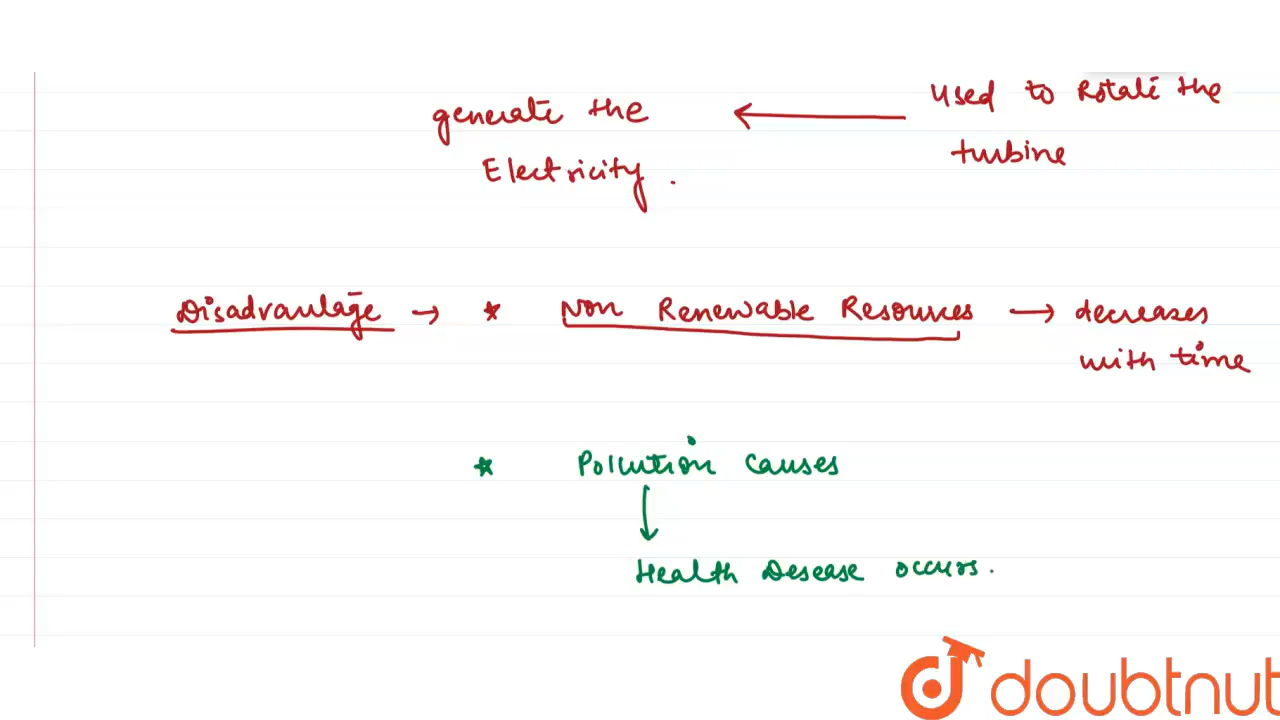 generate the ← Used to Rotate the
Electricity. turbine
Disadvantage → * Non Renewable Resources → decreases
with time
* Pollution causes
↓
Health Desease occurs.
doubtnut